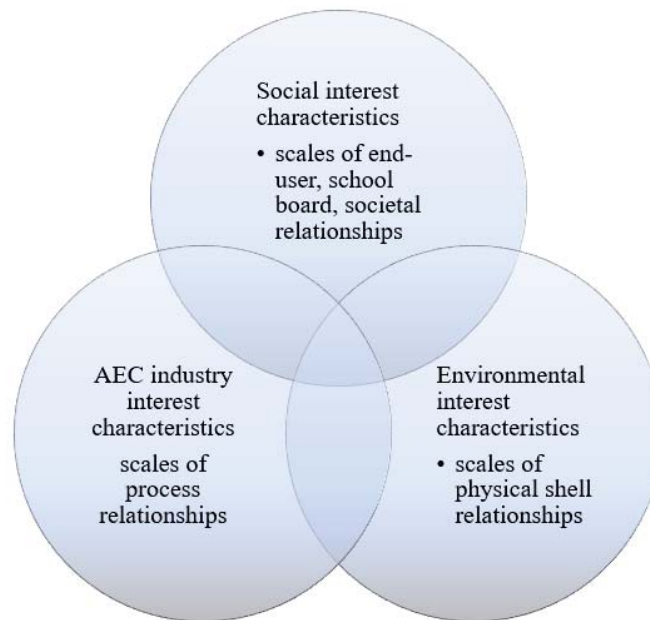 Social interest
characteristics
• scales of end-
user, school
board, societal
relationships
AEC industry
interest
characteristics
scales of
process
relationships
Environmental
interest
characteristics
• scales of
physical shell
relationships